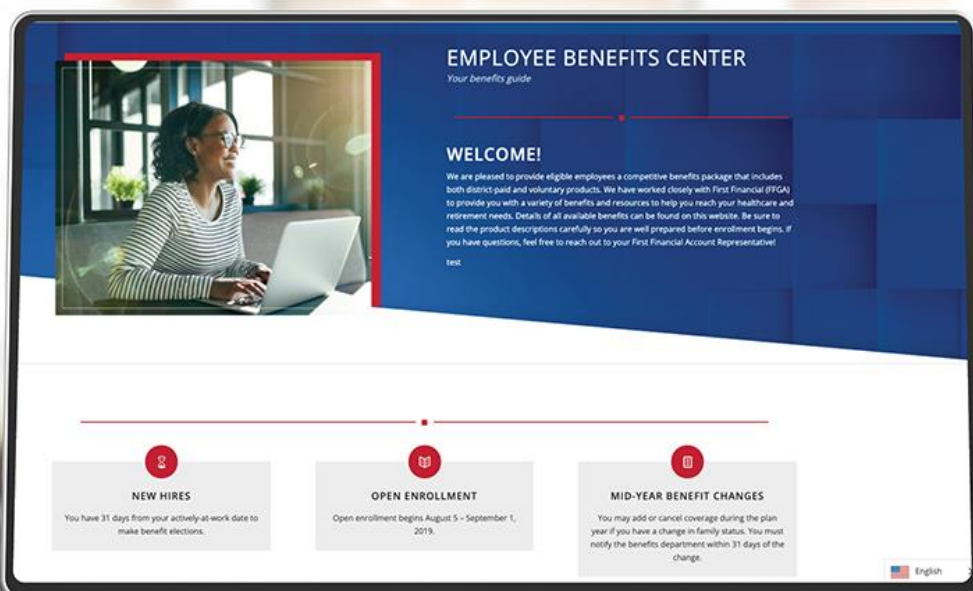 EMPLOYEE BENEFITS CENTER
Your benefits guide
WELCOME!
We are pleased to provide eligible employees a competitive benefits package that includes
both district-paid and voluntary products. We have worked closely with First Financial (FFGA)
to provide you with a variety of benefits and resources to help you reach your healthcare and
retirement needs. Details of all available benefits can be found on this website. Be sure to
read the product descriptions carefully so you are well prepared before enrollment begins. If
you have questions, feel free to reach out to your First Financial Account Representative!
test
NEW HIRES
You have 31 days from your actively-at-work date to
make benefit elections.
OPEN ENROLLMENT
Open enrollment begins August 5 – September 1,
2019.
MID-YEAR BENEFIT CHANGES
You may add or cancel coverage during the plan
year if you have a change in family status. You must
notify the benefits department within 31 days of the
change.
English